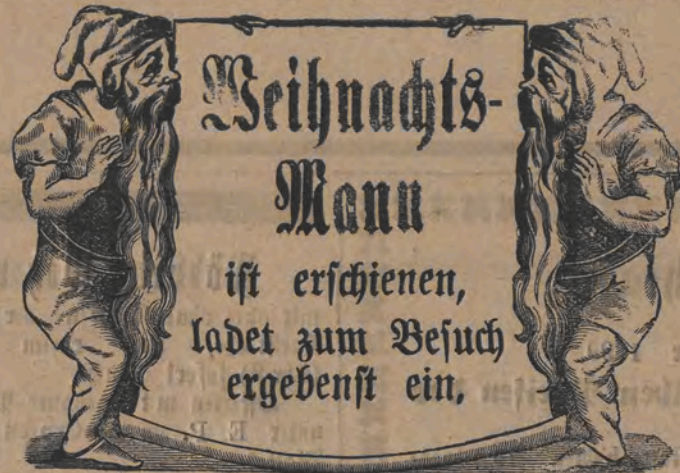 Weihnachts-
Mann
ist erschienen,
ladet zum Besuch
ergebenst ein,